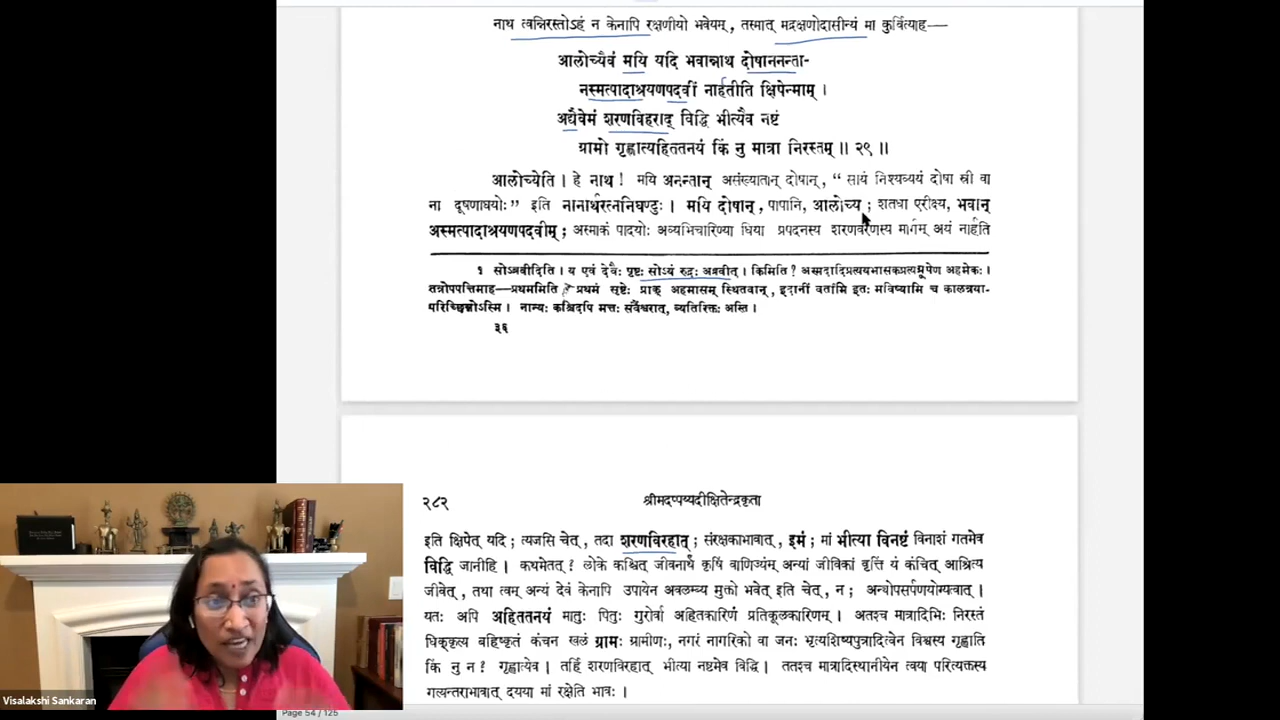 नाथ त्वन्निरस्तोऽहं न केनापि रक्षणीयो भवेयम्, तस्मात् मद्रक्षणोदासीन्यं मा कुर्वित्याह—
आलोच्यैवं मयि यदि भवान्नाथ दोषाननन्ता-
नस्मत्पादाश्रयणपदवीं नार्हतीति क्षिपेन्माम् ।
अद्यैवेमं शरणविहराद् विद्धि भीत्यैव नष्टं
ग्रामो गृह्णात्यहिततनयं किं नु मात्रा निरस्तम् ॥ २९ ॥
आलोच्येति । हे नाथ ! मयि अनन्तान् असंख्यातान् दोषान्, “ सायं निश्यव्ययं दोषा स्त्री वा
ना दूषणाघयोः” इति नानार्थरत्ननिघण्टुः । मयि दोषान्, पापानि, आलोच्य ; शतधा परीक्ष्य, भवान्
अस्मत्पादाश्रयणपदवीम् ; अस्माकं पादयोः अव्यभिचारिण्या धिया प्रपदनस्य शरणवरणस्य मार्गम् अयं नार्हति
१ सोऽब्रवीदिति । य एवं देवैः पृष्टः सोऽयं रुद्रः अब्रवीत् । किमिति ? अस्मदादिप्रत्ययभासकप्रत्यग्रूपेण अहमेकः ।
तत्रोपपत्तिमाह—प्रथममिति प्रथमं सृष्टेः प्राक् अहमासम् स्थितवान्, इदानीं वर्तामि इतः भविष्यामि च कालत्रया-
परिच्छिन्नोऽस्मि । नान्यः कश्चिदपि मत्तः सर्वेश्वरात्, व्यतिरिक्तः अस्ति ।
३६
२८२ श्रीमदप्पय्यदीक्षितेन्द्रकृता
इति क्षिपेत् यदि ; त्यजसि चेत्, तदा शरणविरहात् ; संरक्षकाभावात्, इमं ; मां भीत्या विनष्टं विनाशं गतमेव
विद्धि जानीहि । कथमेतत् ? लोके कश्चित् जीवनार्थं कृषिं वाणिज्यं अन्यां जीविकां वृत्तिं यं कंचित् आश्रित्य
जीवेत्, तथा त्वम् अन्यं देवं केनापि उपायेन अवलम्ब्य मुक्तो भवेत् इति चेत्, न ; अन्योपसर्पणयोग्यत्वात् ।
यतः अपि अहिततनयं मातुः पितुः गुरोर्वा अहितकारिणं प्रतिकूलकारिणम् । अतश्च मात्रादिभिः निरस्तं
धिक्कृत्य बहिष्कृतं कंचन खलं ग्रामः ग्रामीणः, नगरं नागरिको वा जनः भृत्यशिष्यपुत्रादित्वेन विश्वस्य गृह्णाति
किं नु न ? गृह्णात्येव । तर्हि शरणविरहात् भीत्या नष्टमेव विद्धि । ततश्च मात्रादिस्थानीयेन त्वया परित्यक्तस्य
गत्यन्तराभावात् दयया मां रक्षेति भावः ।
Visalakshi Sankaran
Page 54 / 125